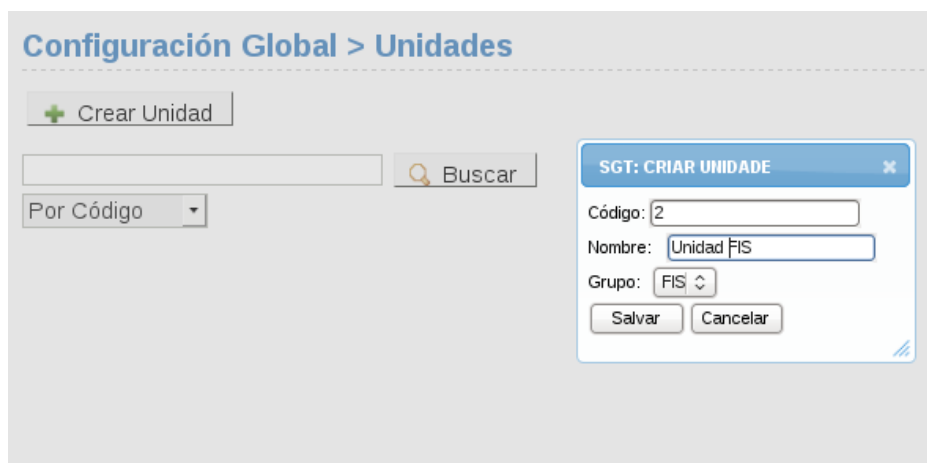 Configuración Global > Unidades
Crear Unidad
Buscar
Por Código
SGT: CRIAR UNIDADE
Código: 2
Nombre: Unidad FIS
Grupo: FIS
Salvar Cancelar